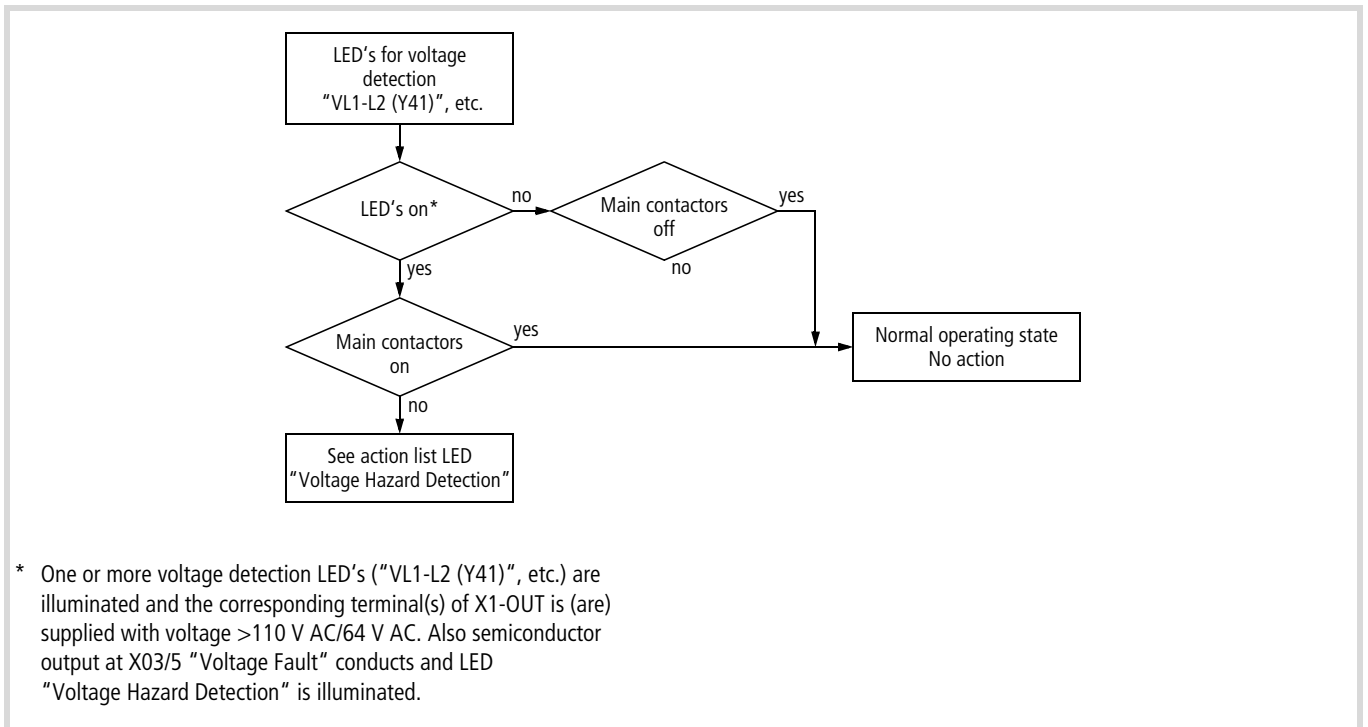 LED's for voltage
detection
"VL1-L2 (Y41)", etc.
LED's on*
no
Main contactors
off
yes
no
yes
Main contactors
on
yes
Normal operating state
No action
no
See action list LED
"Voltage Hazard Detection"
* One or more voltage detection LED's ("VL1-L2 (Y41)", etc.) are
illuminated and the corresponding terminal(s) of X1-OUT is (are)
supplied with voltage >110 V AC/64 V AC. Also semiconductor
output at X03/5 "Voltage Fault" conducts and LED
"Voltage Hazard Detection" is illuminated.